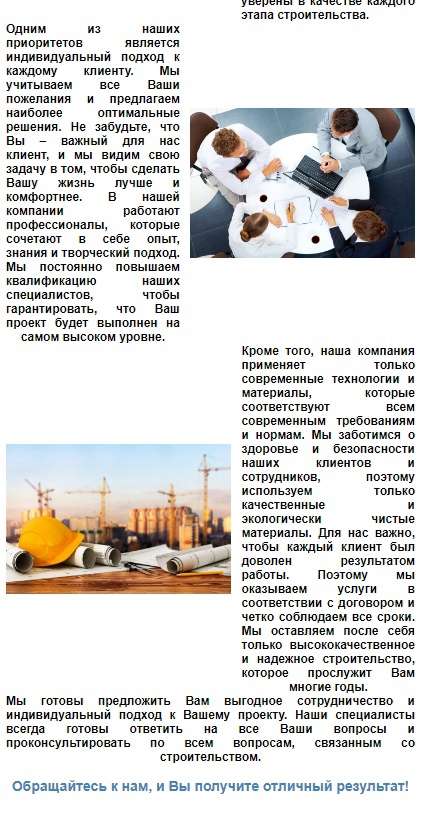 уверены в качестве каждого
этапа строительства.
Одним из наших
приоритетов является
индивидуальный подход к
каждому клиенту. Мы
учитываем все Ваши
пожелания и предлагаем
наиболее оптимальные
решения. Не забудьте, что
Вы – важный для нас
клиент, и мы видим свою
задачу в том, чтобы сделать
Вашу жизнь лучше и
комфортнее. В нашей
компании работают
профессионалы, которые
сочетают в себе опыт,
знания и творческий подход.
Мы постоянно повышаем
квалификацию наших
специалистов, чтобы
гарантировать, что Ваш
проект будет выполнен на
самом высоком уровне.
Кроме того, наша компания
применяет только
современные технологии и
материалы, которые
соответствуют всем
современным требованиям
и нормам. Мы заботимся о
здоровье и безопасности
наших клиентов и
сотрудников, поэтому
используем только
качественные и
экологически чистые
материалы. Для нас важно,
чтобы каждый клиент был
доволен результатом
работы. Поэтому мы
оказываем услуги в
соответствии с договором и
четко соблюдаем все сроки.
Мы оставляем после себя
только высококачественное
и надежное строительство,
которое прослужит Вам
многие годы.
Мы готовы предложить Вам выгодное сотрудничество и
индивидуальный подход к Вашему проекту. Наши специалисты
всегда готовы ответить на все Ваши вопросы и
проконсультировать по всем вопросам, связанным со
строительством.
Обращайтесь к нам, и Вы получите отличный результат!